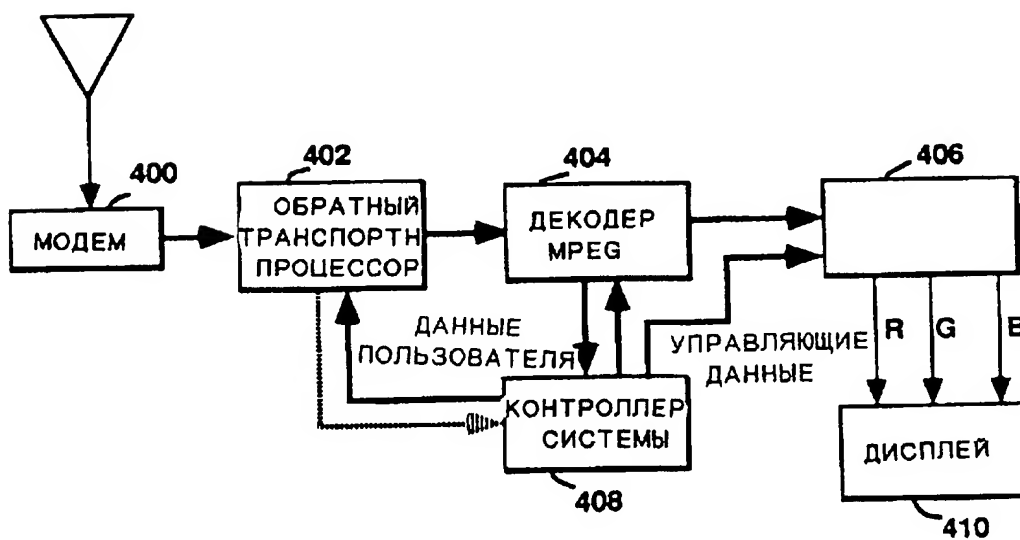 400
МОДЕМ
402
ОБРАТНЫЙ
ТРАНСПОРТН
ПРОЦЕССОР
404
ДЕКОДЕР
MPEG
406
ДАННЫЕ
ПОЛЬЗОВАТЕЛЯ
УПРАВЛЯЮЩИЕ
ДАННЫЕ
R
G
КОНТРОЛЛЕР
СИСТЕМЫ
408
ДИСПЛЕЙ
410